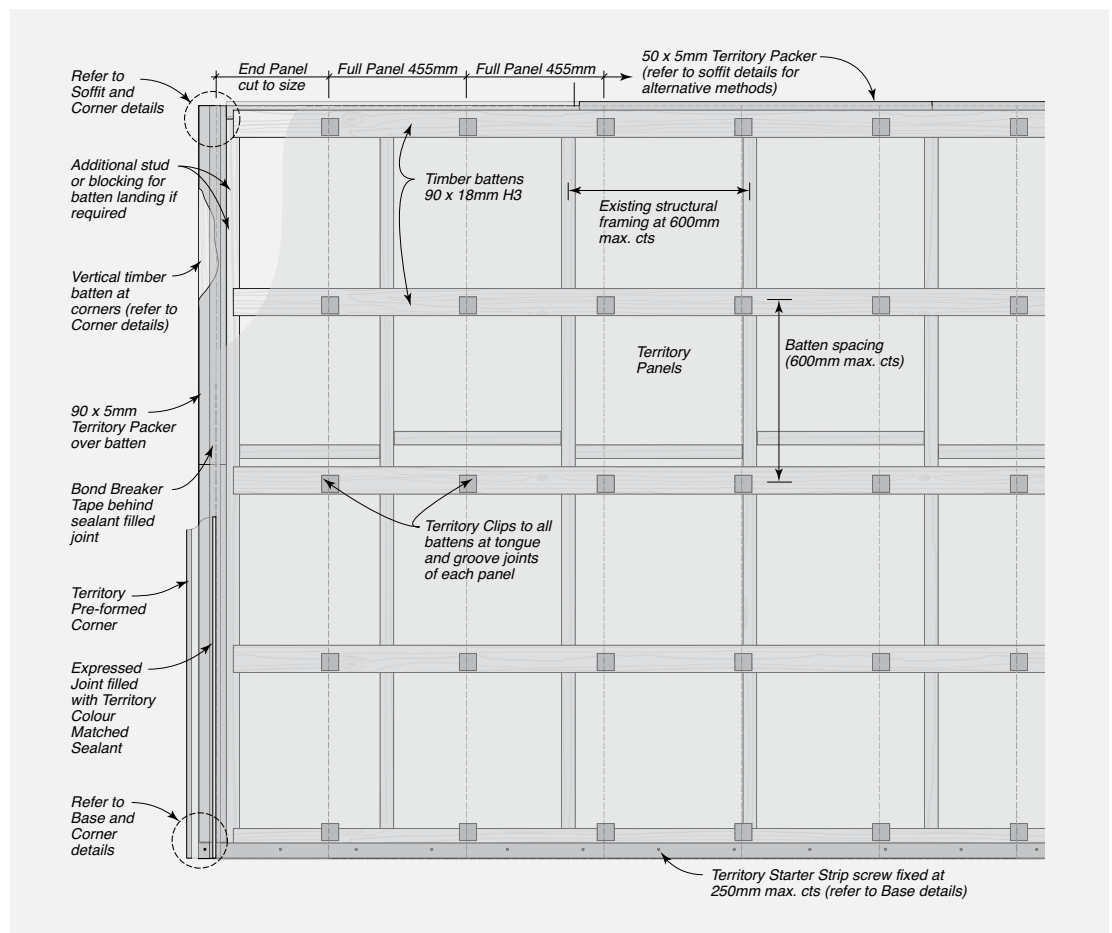 Refer to
Soffit and
Corner details
End Panel
cut to size
Full Panel 455mm
Full Panel 455mm
50 x 5mm Territory Packer
(refer to soffit details for
alternative methods)
Additional stud
or blocking for
batten landing if
required
Timber battens
90 x 18mm H3
Existing structural
framing at 600mm
max. cts
Vertical timber
batten at
corners (refer to
Corner details)
Territory
Panels
Batten spacing
(600mm max. cts)
90 x 5mm
Territory Packer
over batten
Bond Breaker
Tape behind
sealant filled
joint
Territory Clips to all
battens at tongue
and groove joints
of each panel
Territory
Pre-formed
Corner
Expressed
Joint filled
with Territory
Colour
Matched
Sealant
Refer to
Base and
Corner
details
Territory Starter Strip screw fixed at
250mm max. cts (refer to Base details)